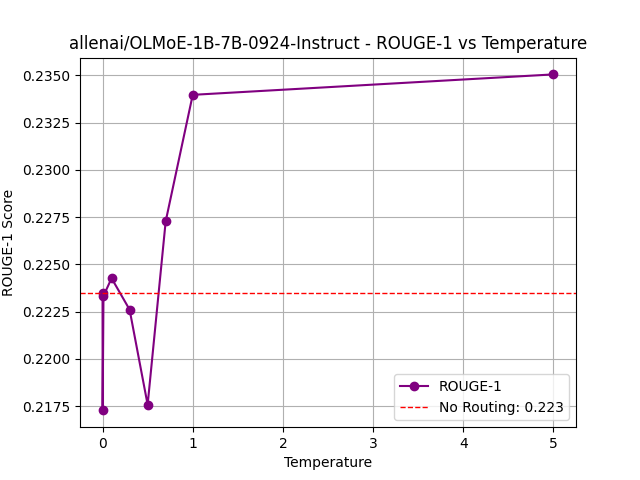 allenai/OLMoE-1B-7B-0924-Instruct - ROUGE-1 vs Temperature
ROUGE-1 Score
0.2350
0.2325
0.2300
0.2275
0.2250
0.2225
0.2200
0.2175
ROUGE-1
No Routing: 0.223
0 1 2 3 4 5
Temperature